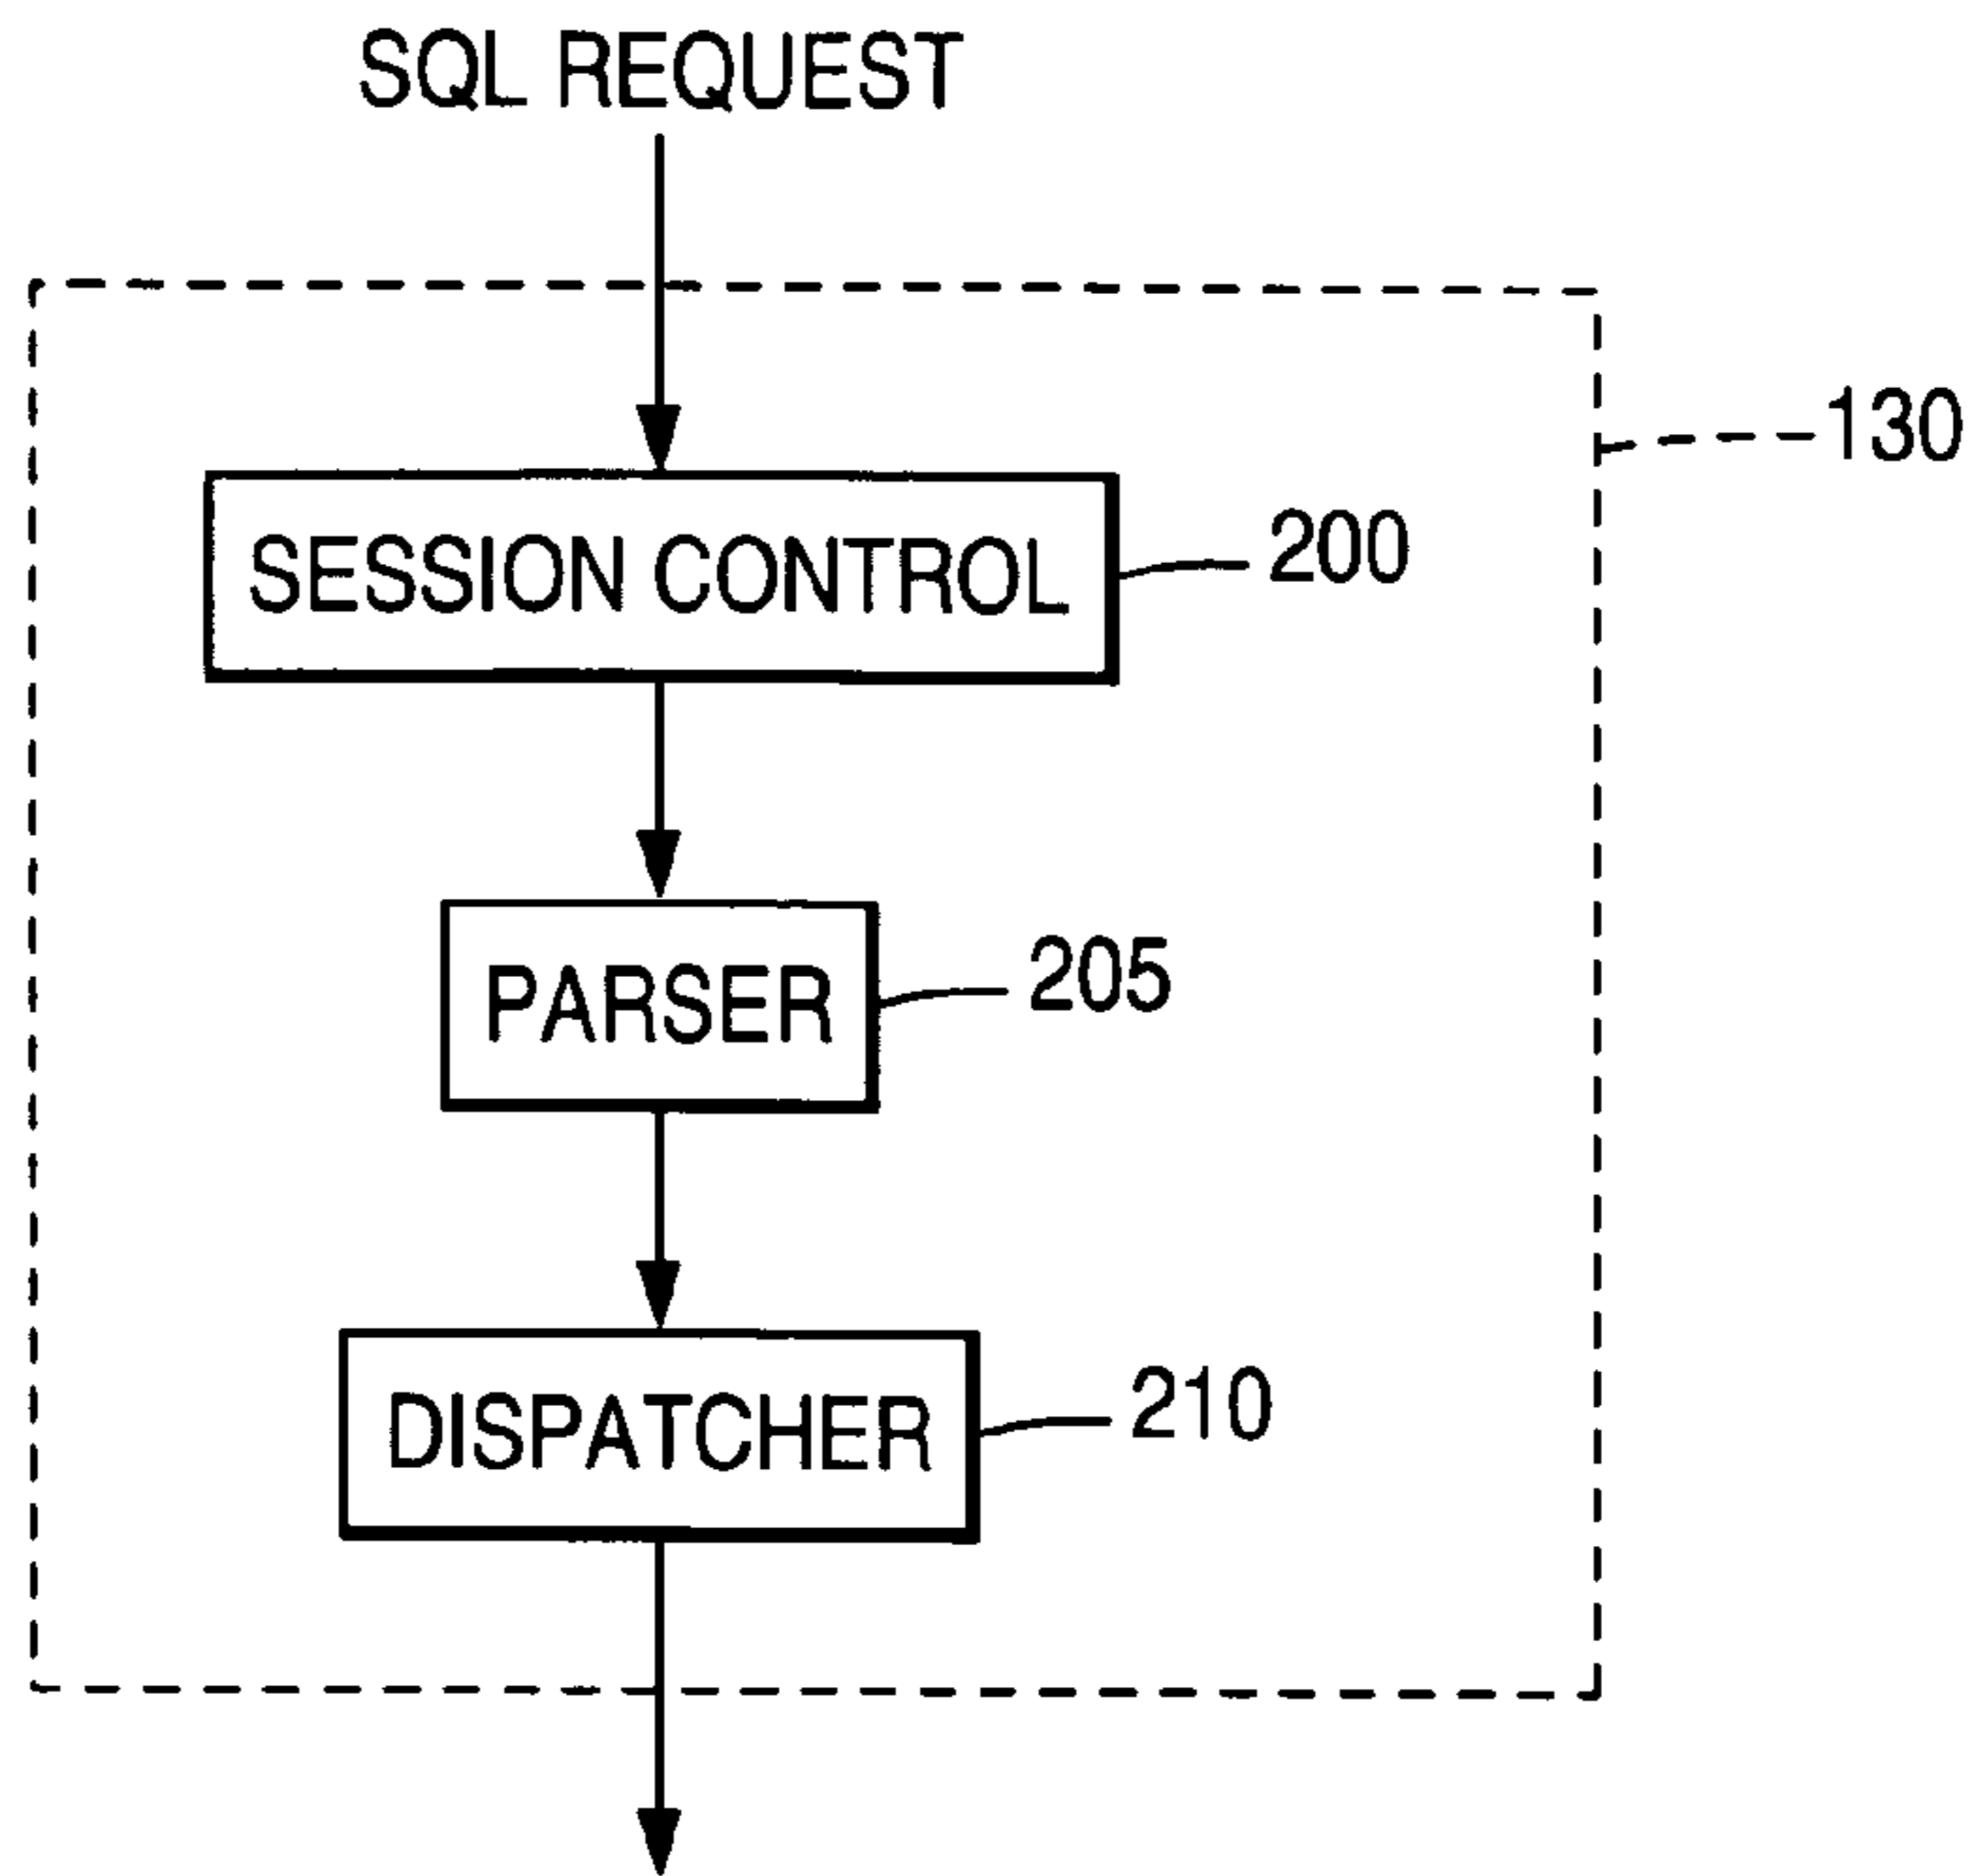 SQL REQUEST
130
SESSION CONTROL
200
PARSER
205
DISPATCHER
210